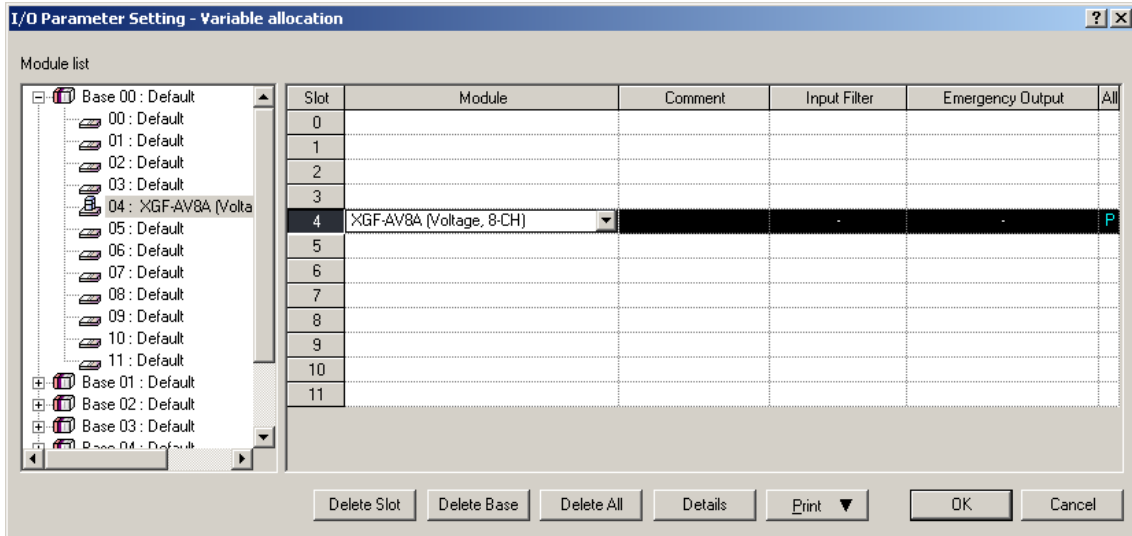 I/O Parameter Setting - Variable allocation
Module list
Base 00 : Default
00 : Default
01 : Default
02 : Default
03 : Default
04 : XGF-AV8A (Volta
05 : Default
06 : Default
07 : Default
08 : Default
09 : Default
10 : Default
11 : Default
Base 01 : Default
Base 02 : Default
Base 03 : Default
Base 04 : Default
Slot Module Comment Input Filter Emergency Output All
0
1
2
3
4 XGF-AV8A (Voltage, 8-CH) - - P
5
6
7
8
9
10
11
Delete Slot Delete Base Delete All Details Print ▼ OK Cancel